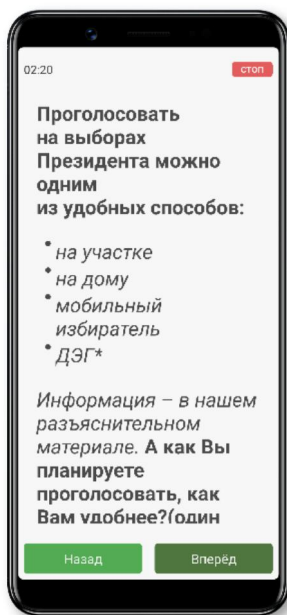 02:20
стоп
Проголосовать
на выборах
Президента можно
одним
из удобных способов:
• на участке
• на дому
• мобильный
избиратель
• ДЭГ*
Информация – в нашем
разъяснительном
материале. А как Вы
планируете
проголосовать, как
Вам удобнее?(один
Назад
Вперёд